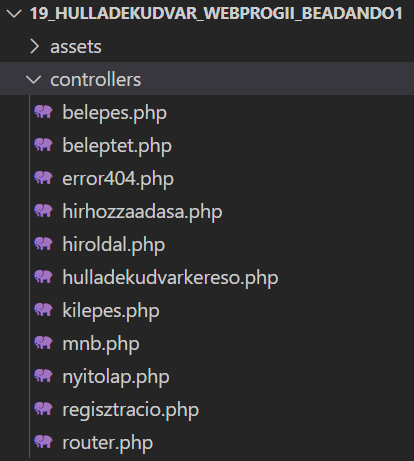 19_HULLADEKUDVAR_WEBPROGII_BEADANDO1
assets
controllers
belepes.php
beleptet.php
error404.php
hirhozzaadasa.php
hiroldal.php
hulladekudvarkereso.php
kilepes.php
mnb.php
nyitolap.php
regisztracio.php
router.php